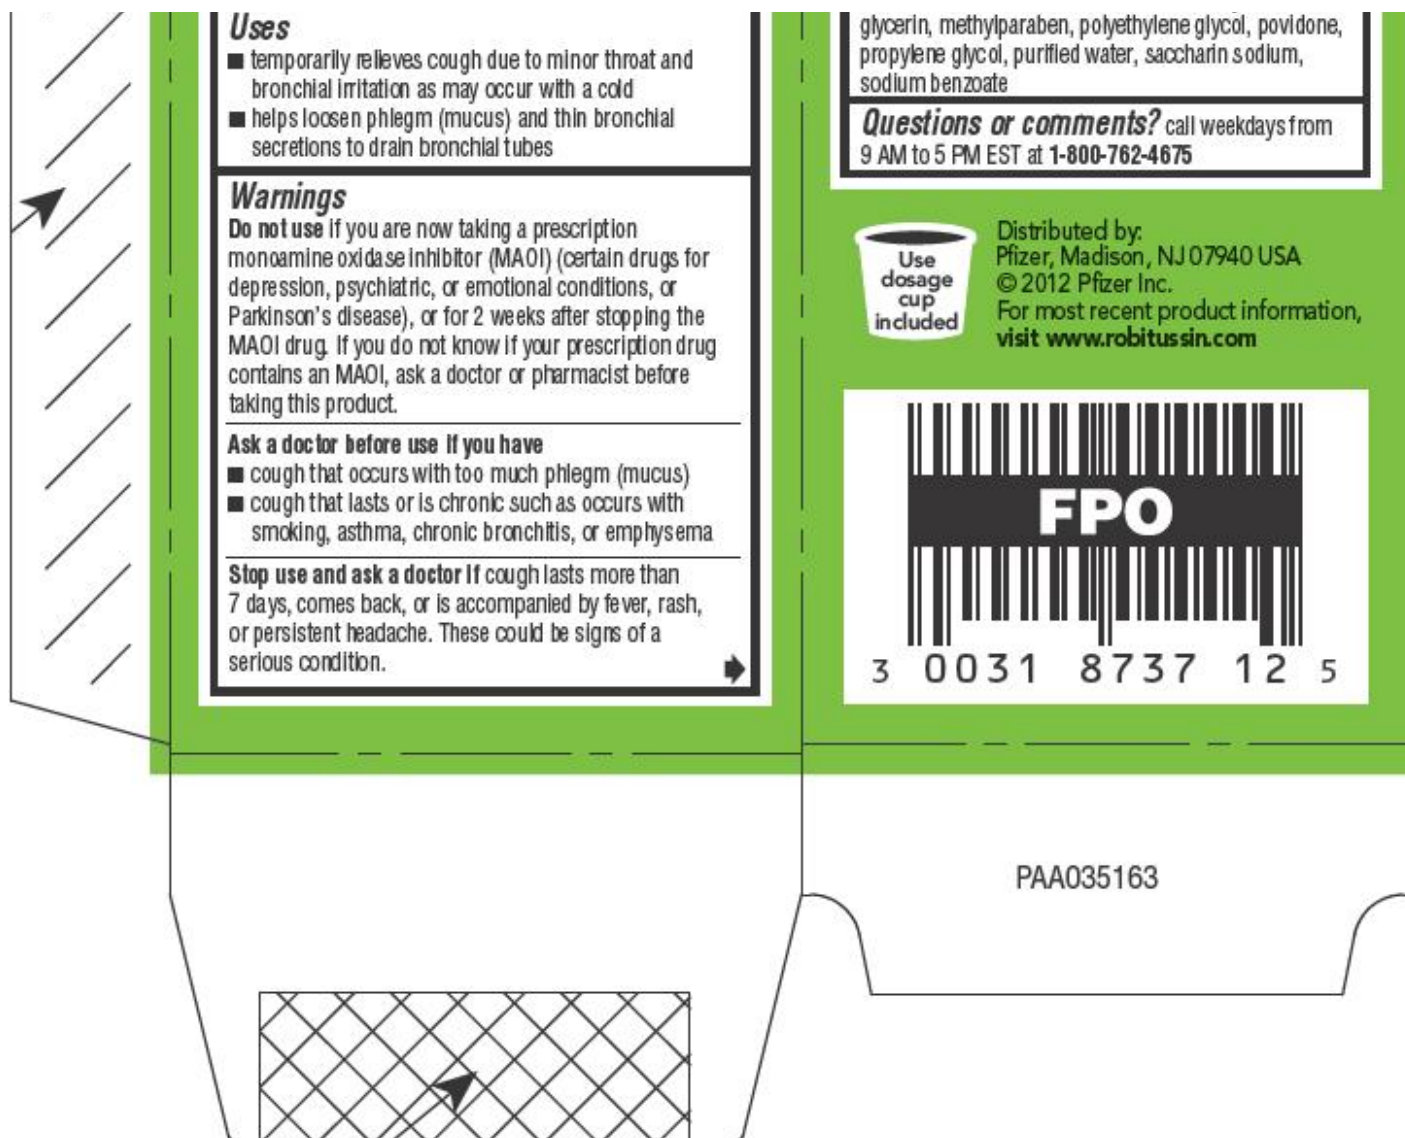 Uses
■ temporarily relieves cough due to minor throat and
bronchial irritation as may occur with a cold
■ helps loosen phlegm (mucus) and thin bronchial
secretions to drain bronchial tubes
Warnings
Do not use if you are now taking a prescription
monoamine oxidase inhibitor (MAOI) (certain drugs for
depression, psychiatric, or emotional conditions, or
Parkinson's disease), or for 2 weeks after stopping the
MAOI drug. If you do not know if your prescription drug
contains an MAOI, ask a doctor or pharmacist before
taking this product.
Ask a doctor before use if you have
■ cough that occurs with too much phlegm (mucus)
■ cough that lasts or is chronic such as occurs with
smoking, asthma, chronic bronchitis, or emphysema
Stop use and ask a doctor if cough lasts more than
7 days, comes back, or is accompanied by fever, rash,
or persistent headache. These could be signs of a
serious condition.
glycerin, methylparaben, polyethylene glycol, povidone,
propylene glycol, purified water, saccharin sodium,
sodium benzoate
Questions or comments? call weekdays from
9 AM to 5 PM EST at 1-800-762-4675
Use
dosage
cup
included
Distributed by:
Pfizer, Madison, NJ 07940 USA
© 2012 Pfizer Inc.
For most recent product information,
visit www.robitussin.com
FPO
3 0031 8737 12 5
PAA035163